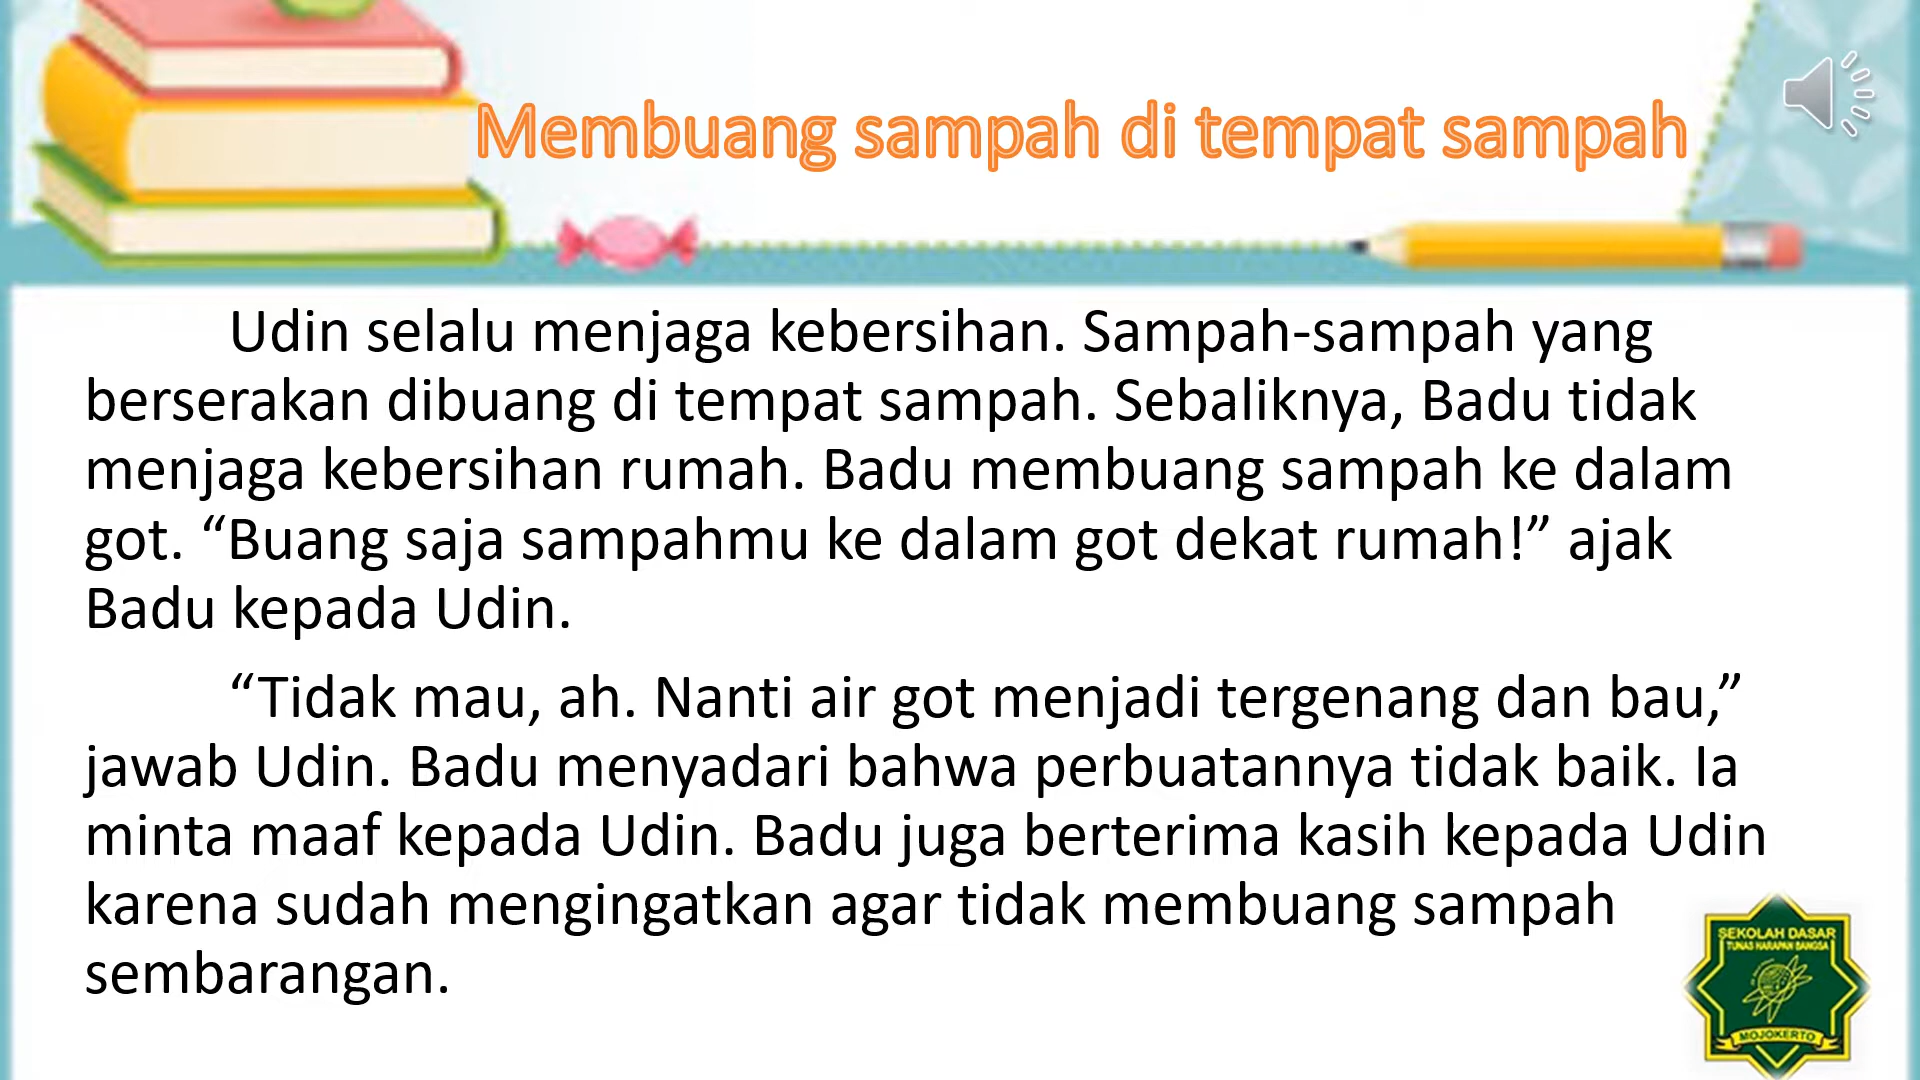 Membuang sampah di tempat sampah
Udin selalu menjaga kebersihan. Sampah-sampah yang
berserakan dibuang di tempat sampah. Sebaliknya, Badu tidak
menjaga kebersihan rumah. Badu membuang sampah ke dalam
got. “Buang saja sampahmu ke dalam got dekat rumah!” ajak
Badu kepada Udin.
“Tidak mau, ah. Nanti air got menjadi tergenang dan bau,”
jawab Udin. Badu menyadari bahwa perbuatannya tidak baik. Ia
minta maaf kepada Udin. Badu juga berterima kasih kepada Udin
karena sudah mengingatkan agar tidak membuang sampah
sembarangan.
SEKOLAH DASAR
TUNAS HARAPAN BANGSA
MOJOKERTO